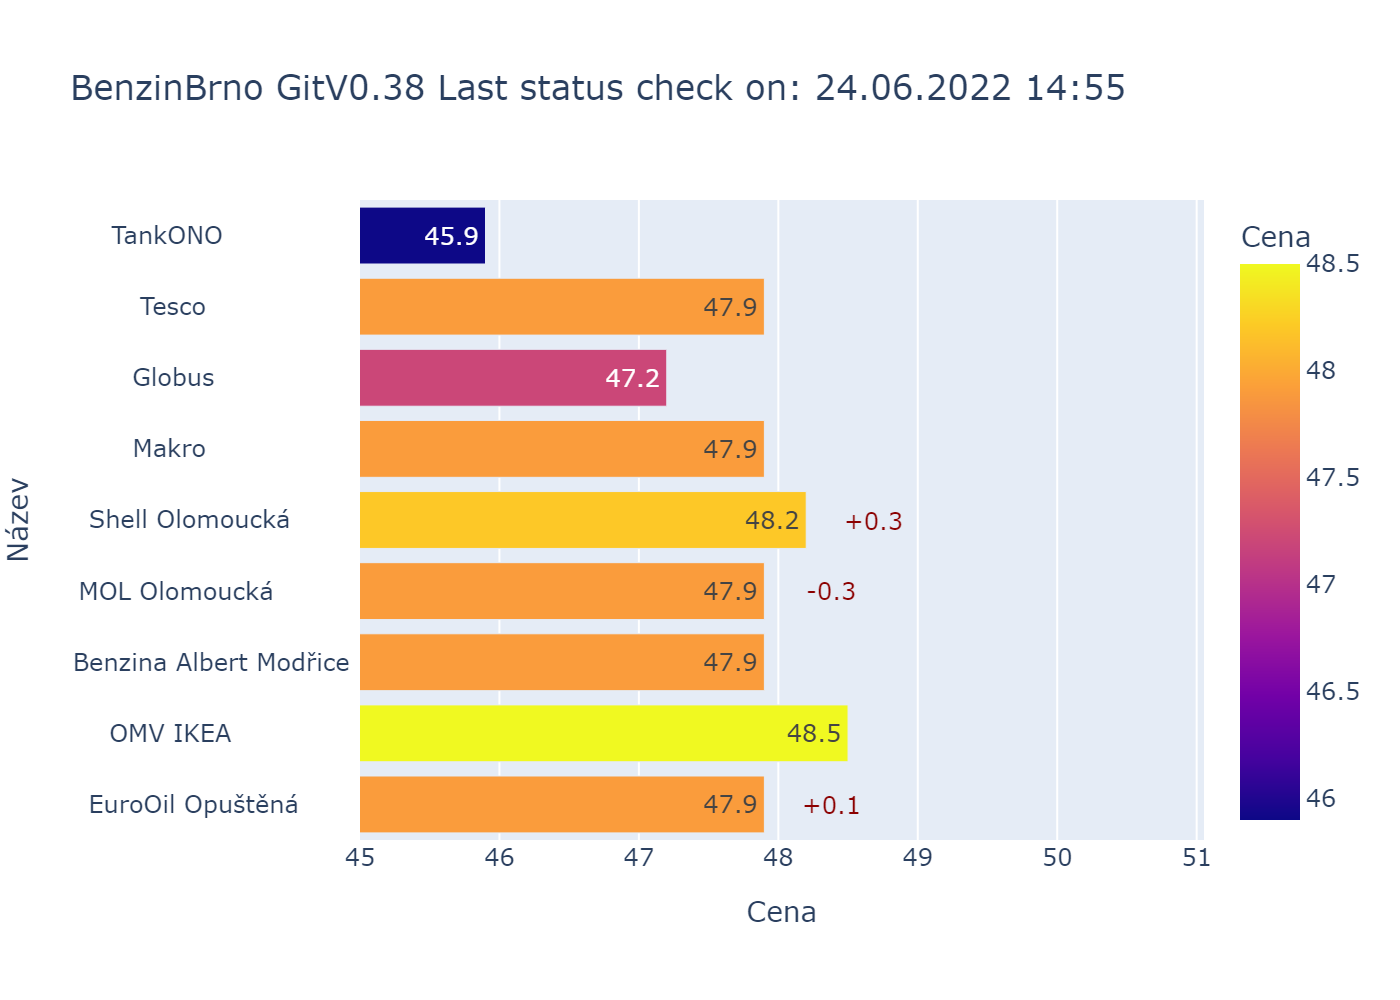 BenzinBrno GitV0.38 Last status check on: 24.06.2022 14:55
Název
TankONO 45.9
Tesco 47.9
Globus 47.2
Makro 47.9
Shell Olomoucká 48.2 +0.3
MOL Olomoucká 47.9 -0.3
Benzina Albert Modřice 47.9
OMV IKEA 48.5
EuroOil Opuštěná 47.9 +0.1
45 46 47 48 49 50 51
Cena
Cena
48.5
48
47.5
47
46.5
46